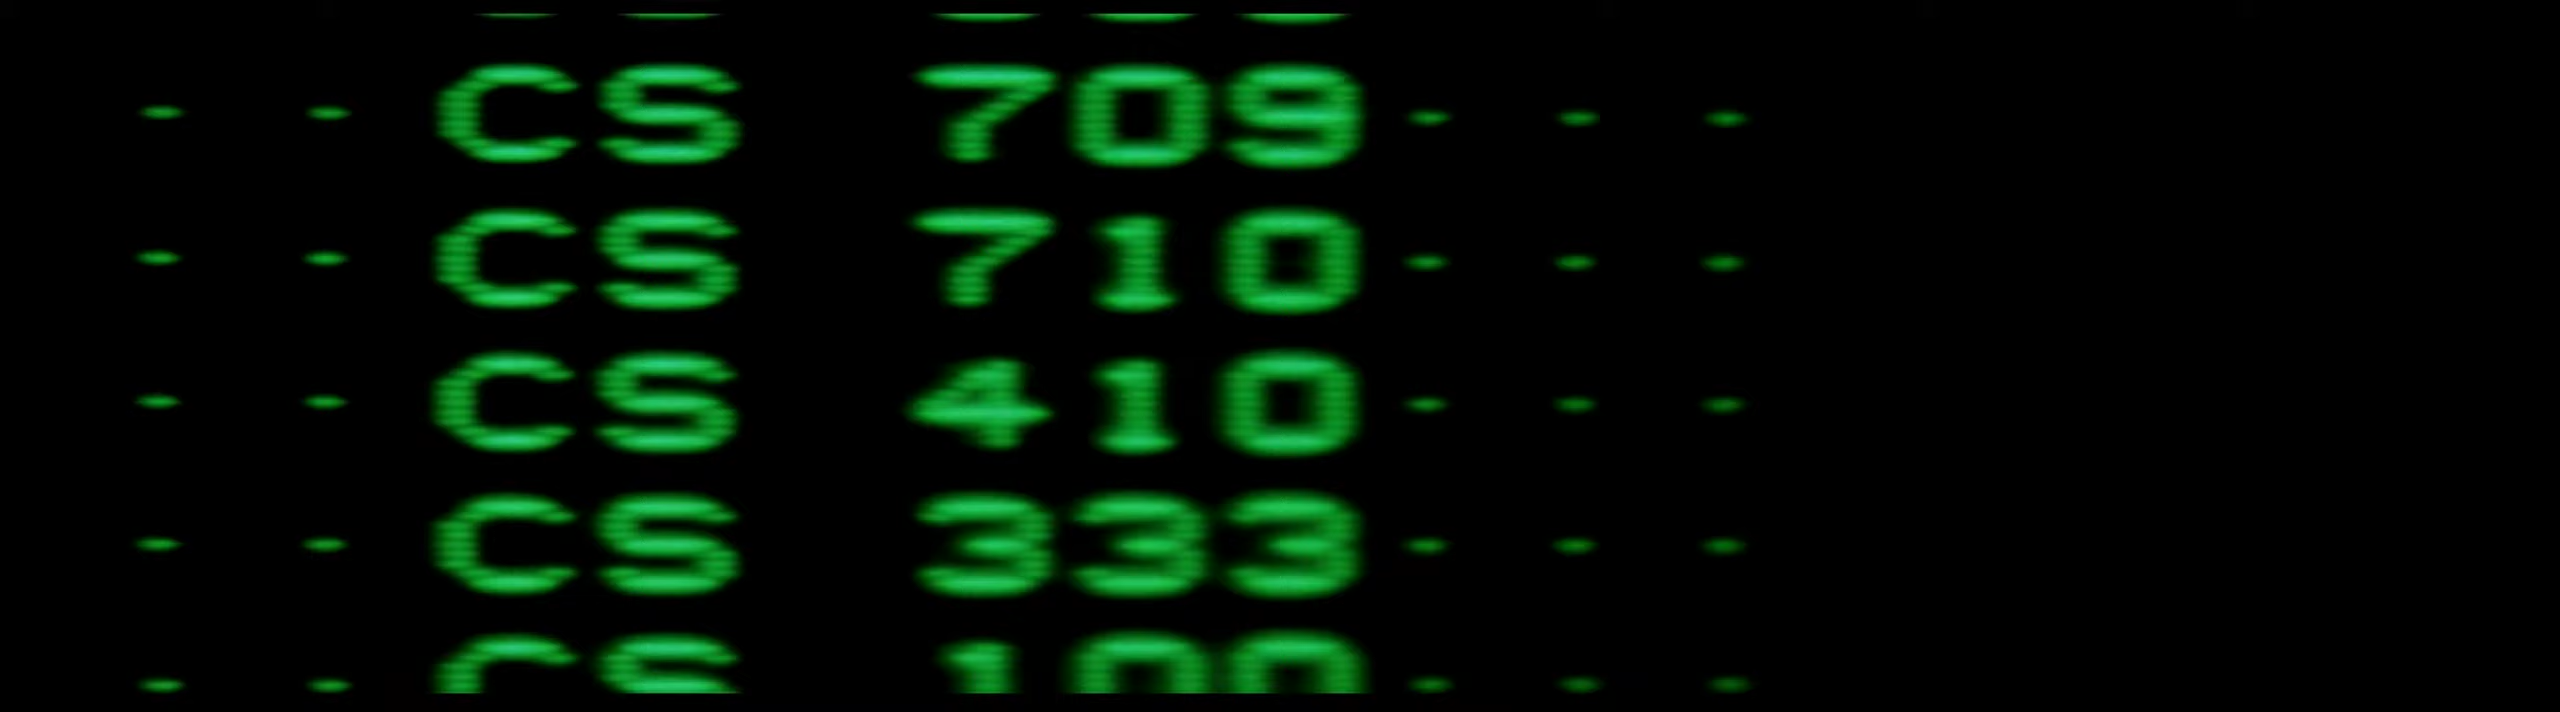 - - CS 709 - - -
- - CS 710 - - -
- - CS 410 - - -
- - CS 333 - - -